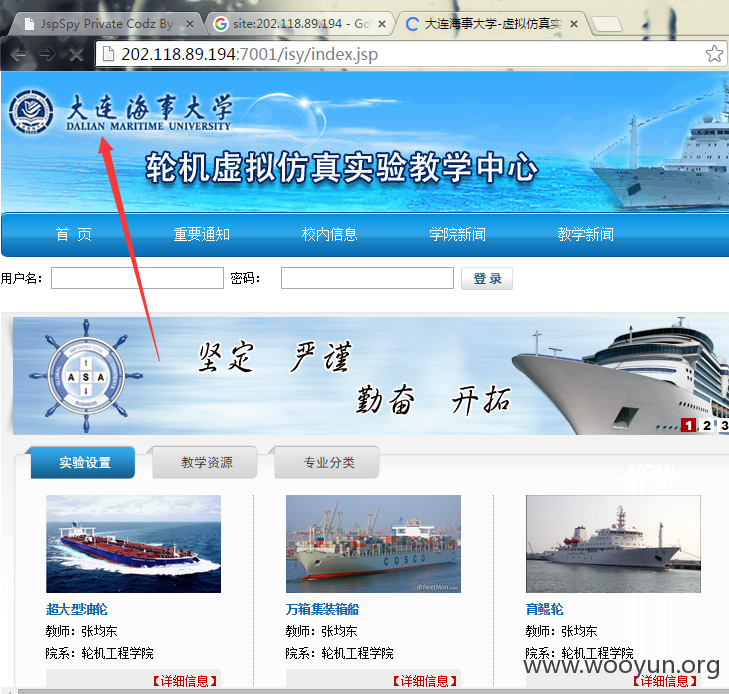 JspSpy Private Codz By
site:202.118.89.194 - Go
大连海事大学-虚拟仿真实
202.118.89.194:7001/isy/index.jsp
大连海事大学
DALIAN MARITIME UNIVERSITY
轮机虚拟仿真实验教学中心
首 页 重要通知 校内信息 学院新闻 教学新闻
用户名： 密码： 登 录
坚定 严谨
勤奋 开拓
A S A
1 2 3
实验设置 教学资源 专业分类
COSCO
超大型油轮 万箱集装箱船 育鲲轮
教师：张均东 教师：张均东 教师：张均东
院系：轮机工程学院 院系：轮机工程学院 院系：轮机工程学院
www.wooyun.org
【详细信息】 【详细信息】 【详细信息】